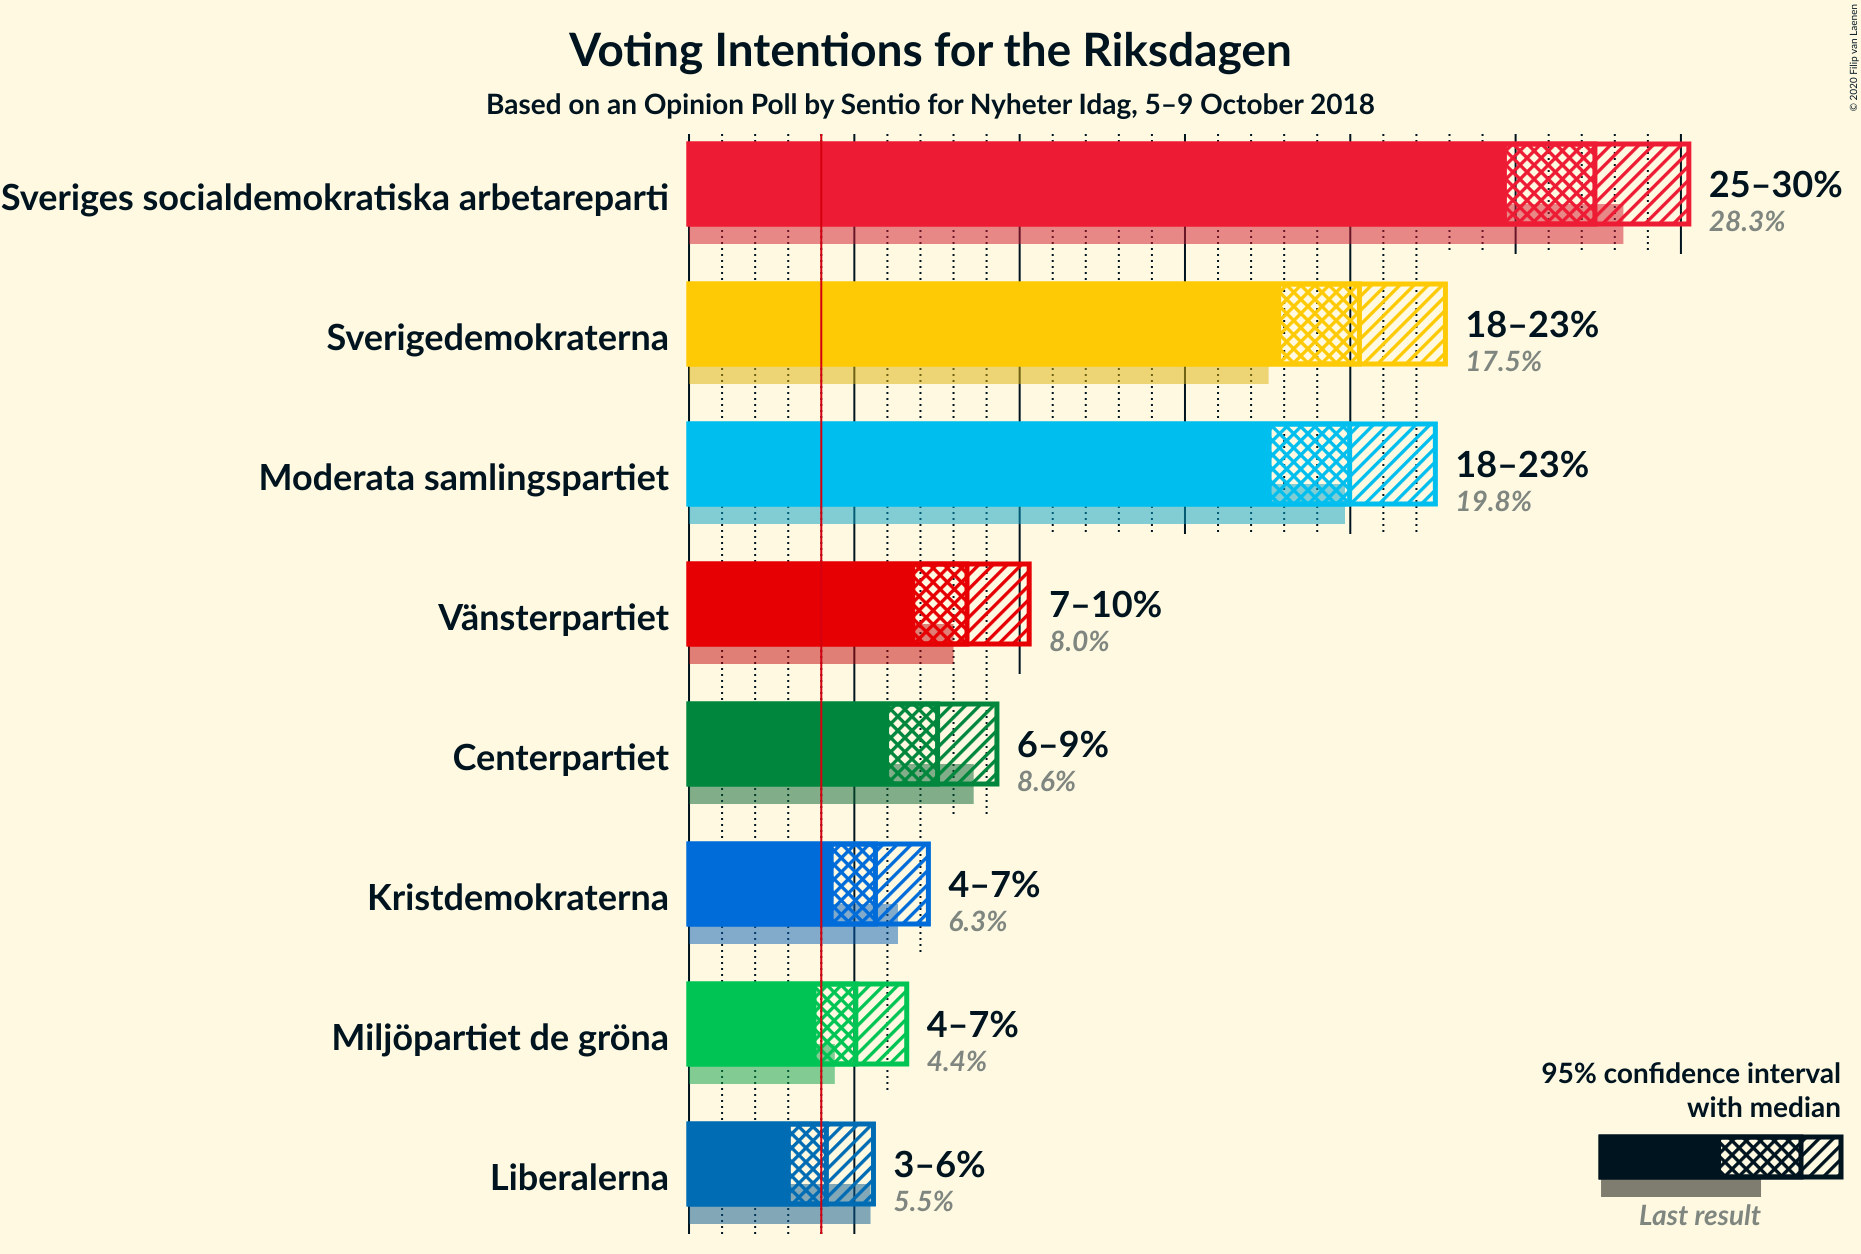 Voting Intentions for the Riksdagen
Based on an Opinion Poll by Sentio for Nyheter Idag, 5–9 October 2018
© 2020 Filip van Laenen
Sveriges socialdemokratiska arbetareparti
25–30%
28.3%
Sverigedemokraterna
18–23%
17.5%
Moderata samlingspartiet
18–23%
19.8%
Vänsterpartiet
7–10%
8.0%
Centerpartiet
6–9%
8.6%
Kristdemokraterna
4–7%
6.3%
Miljöpartiet de gröna
4–7%
4.4%
Liberalerna
3–6%
5.5%
95% confidence interval
with median
Last result